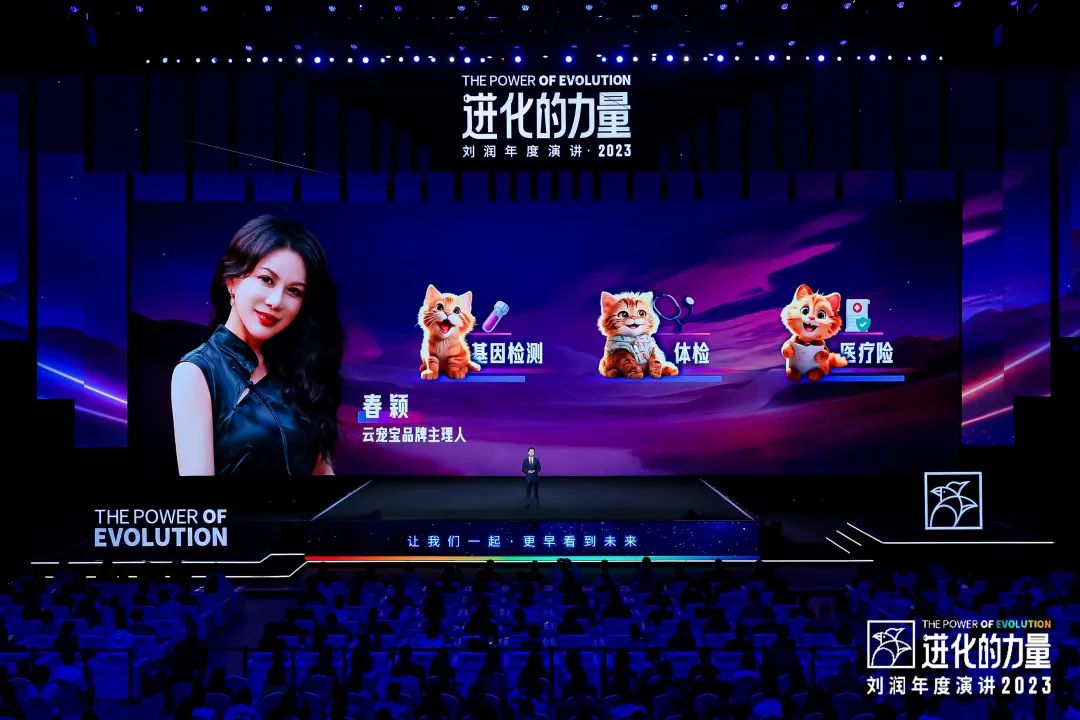 THE POWER OF EVOLUTION
进化的力量
刘润年度演讲·2023
基因检测
体检
医疗险
春颖
云宠宝品牌主理人
THE POWER OF
EVOLUTION
让我们一起·更早看到未来
THE POWER OF EVOLUTION
进化的力量
刘润年度演讲2023